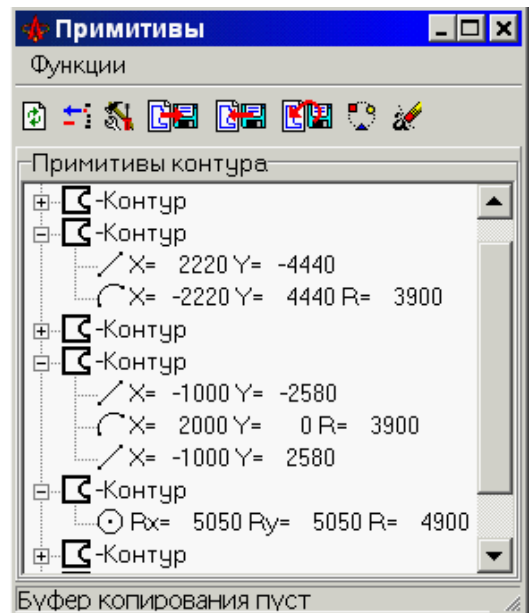 Примитивы
Функции
Примитивы контура
-Контур
-Контур
X= 2220 Y= -4440
X= -2220 Y= 4440 R= 3900
-Контур
-Контур
X= -1000 Y= -2580
X= 2000 Y= 0 R= 3900
X= -1000 Y= 2580
-Контур
Rx= 5050 Ry= 5050 R= 4900
-Контур
Буфер копирования пуст